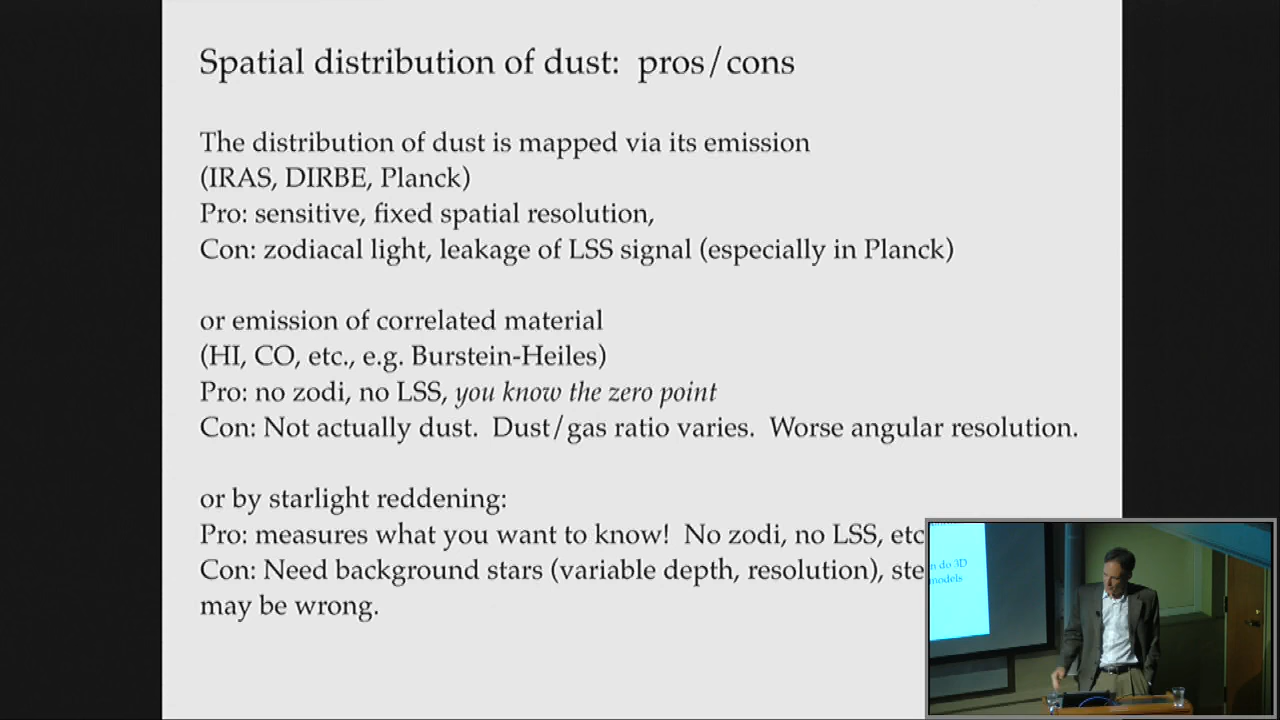 Spatial distribution of dust: pros/cons
The distribution of dust is mapped via its emission
(IRAS, DIRBE, Planck)
Pro: sensitive, fixed spatial resolution,
Con: zodiacal light, leakage of LSS signal (especially in Planck)
or emission of correlated material
(HI, CO, etc., e.g. Burstein-Heiles)
Pro: no zodi, no LSS, you know the zero point
Con: Not actually dust. Dust/gas ratio varies. Worse angular resolution.
or by starlight reddening:
Pro: measures what you want to know! No zodi, no LSS, etc
Con: Need background stars (variable depth, resolution), ste
may be wrong.
n do 3D
models